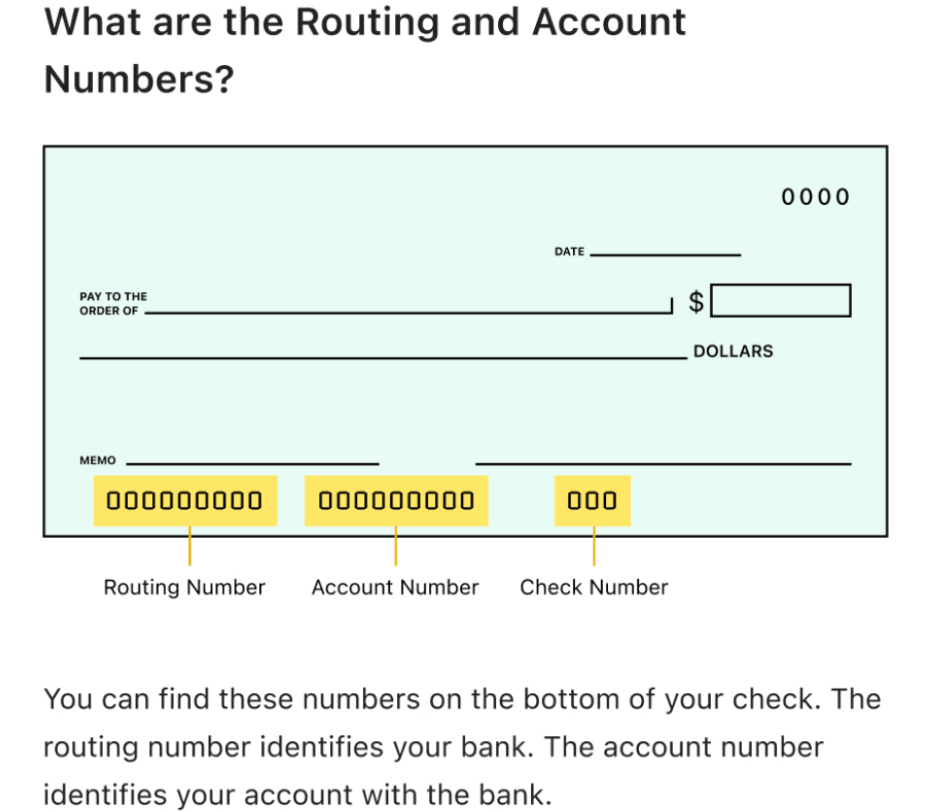 What are the Routing and Account
Numbers?
0000
DATE
PAY TO THE
ORDER OF
$
DOLLARS
MEMO
000000000 000000000 000
Routing Number Account Number Check Number
You can find these numbers on the bottom of your check. The
routing number identifies your bank. The account number
identifies your account with the bank.